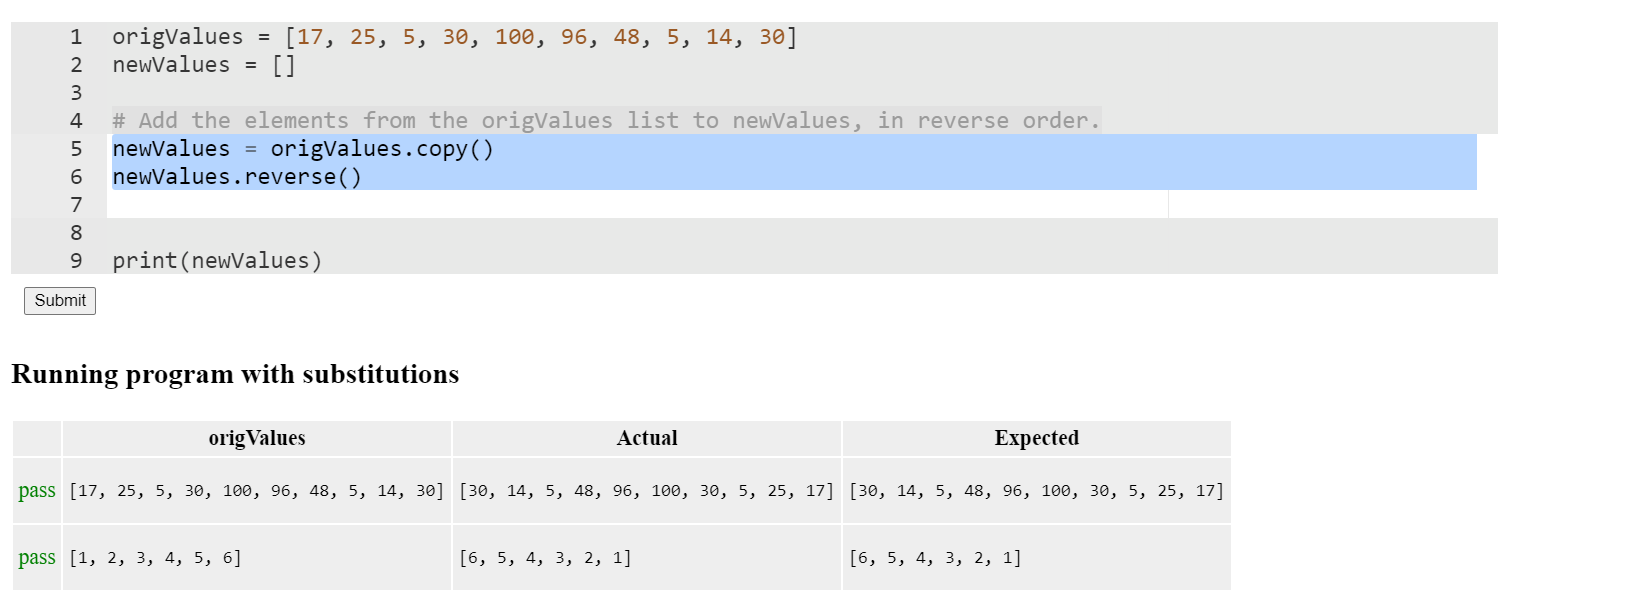 1 origValues = [17, 25, 5, 30, 100, 96, 48, 5, 14, 30]
2 newValues = []
3
4 # Add the elements from the origValues list to newValues, in reverse order.
5 newValues = origValues.copy()
6 newValues.reverse()
7
8
9 print(newValues)
Submit
Running program with substitutions
origValues Actual Expected
pass [17, 25, 5, 30, 100, 96, 48, 5, 14, 30] [30, 14, 5, 48, 96, 100, 30, 5, 25, 17] [30, 14, 5, 48, 96, 100, 30, 5, 25, 17]
pass [1, 2, 3, 4, 5, 6] [6, 5, 4, 3, 2, 1] [6, 5, 4, 3, 2, 1]